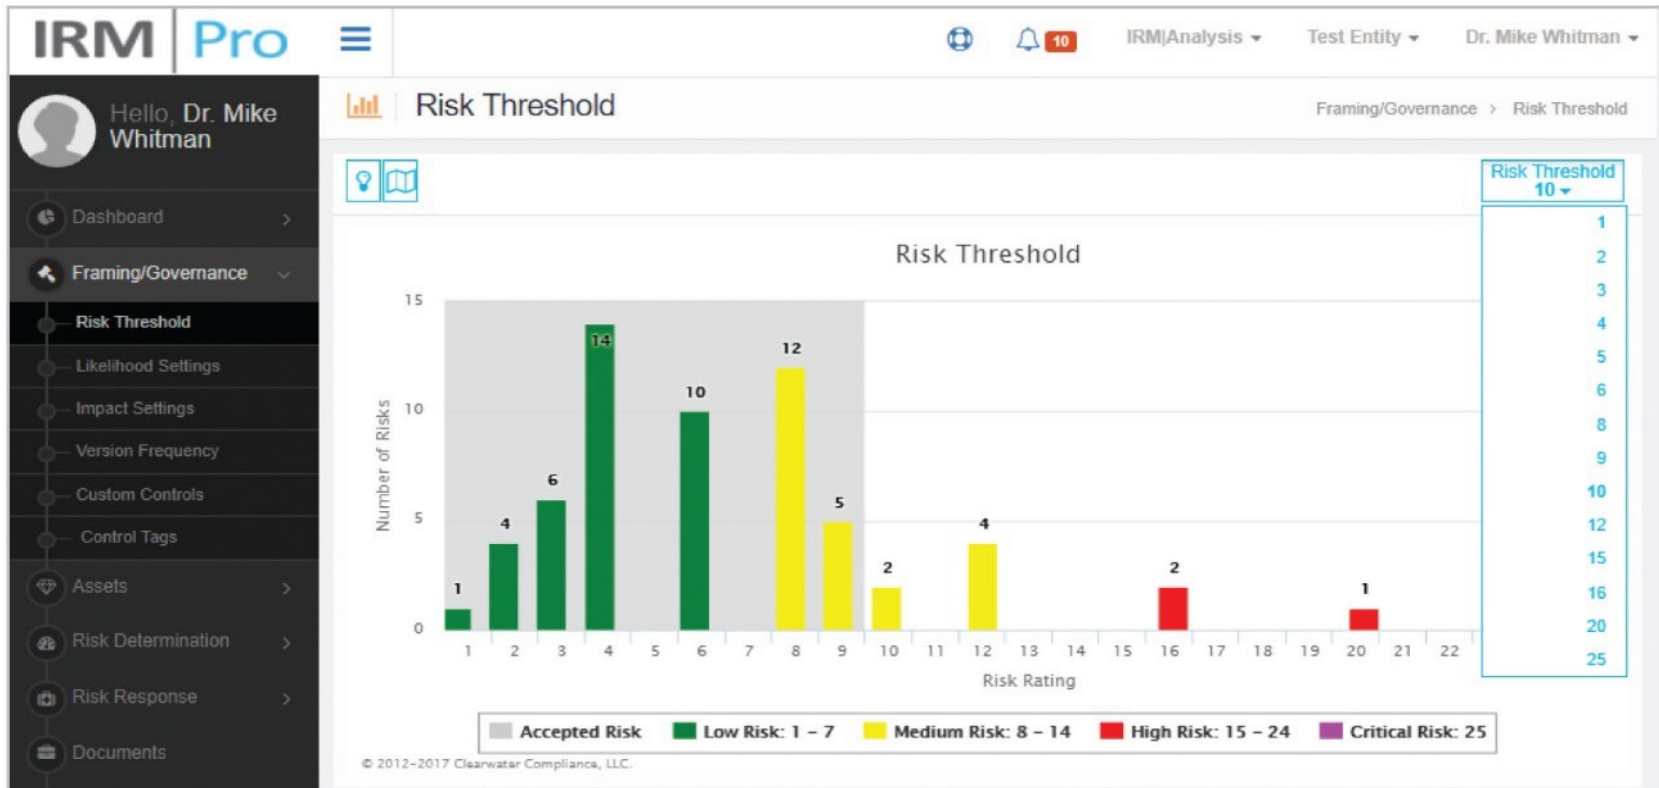 IRM | Pro
10
IRM|Analysis
Test Entity
Dr. Mike Whitman
Hello, Dr. Mike
Whitman
Risk Threshold
Framing/Governance > Risk Threshold
Dashboard
Framing/Governance
Risk Threshold
Likelihood Settings
Impact Settings
Version Frequency
Custom Controls
Control Tags
Assets
Risk Determination
Risk Response
Documents
Risk Threshold
10
1
2
3
4
5
6
8
9
10
12
15
16
20
25
Risk Threshold
Number of Risks
15
10
5
0
1
4
6
14
10
12
5
2
4
2
1
1 2 3 4 5 6 7 8 9 10 11 12 13 14 15 16 17 18 19 20 21 22
Risk Rating
Accepted Risk Low Risk: 1 – 7 Medium Risk: 8 – 14 High Risk: 15 – 24 Critical Risk: 25
© 2012–2017 Clearwater Compliance, LLC.